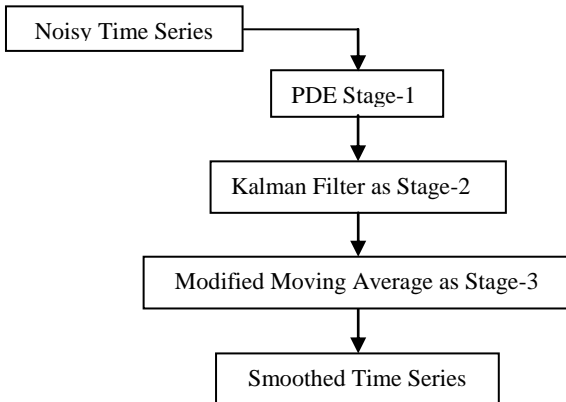 Noisy Time Series
PDE Stage-1
Kalman Filter as Stage-2
Modified Moving Average as Stage-3
Smoothed Time Series